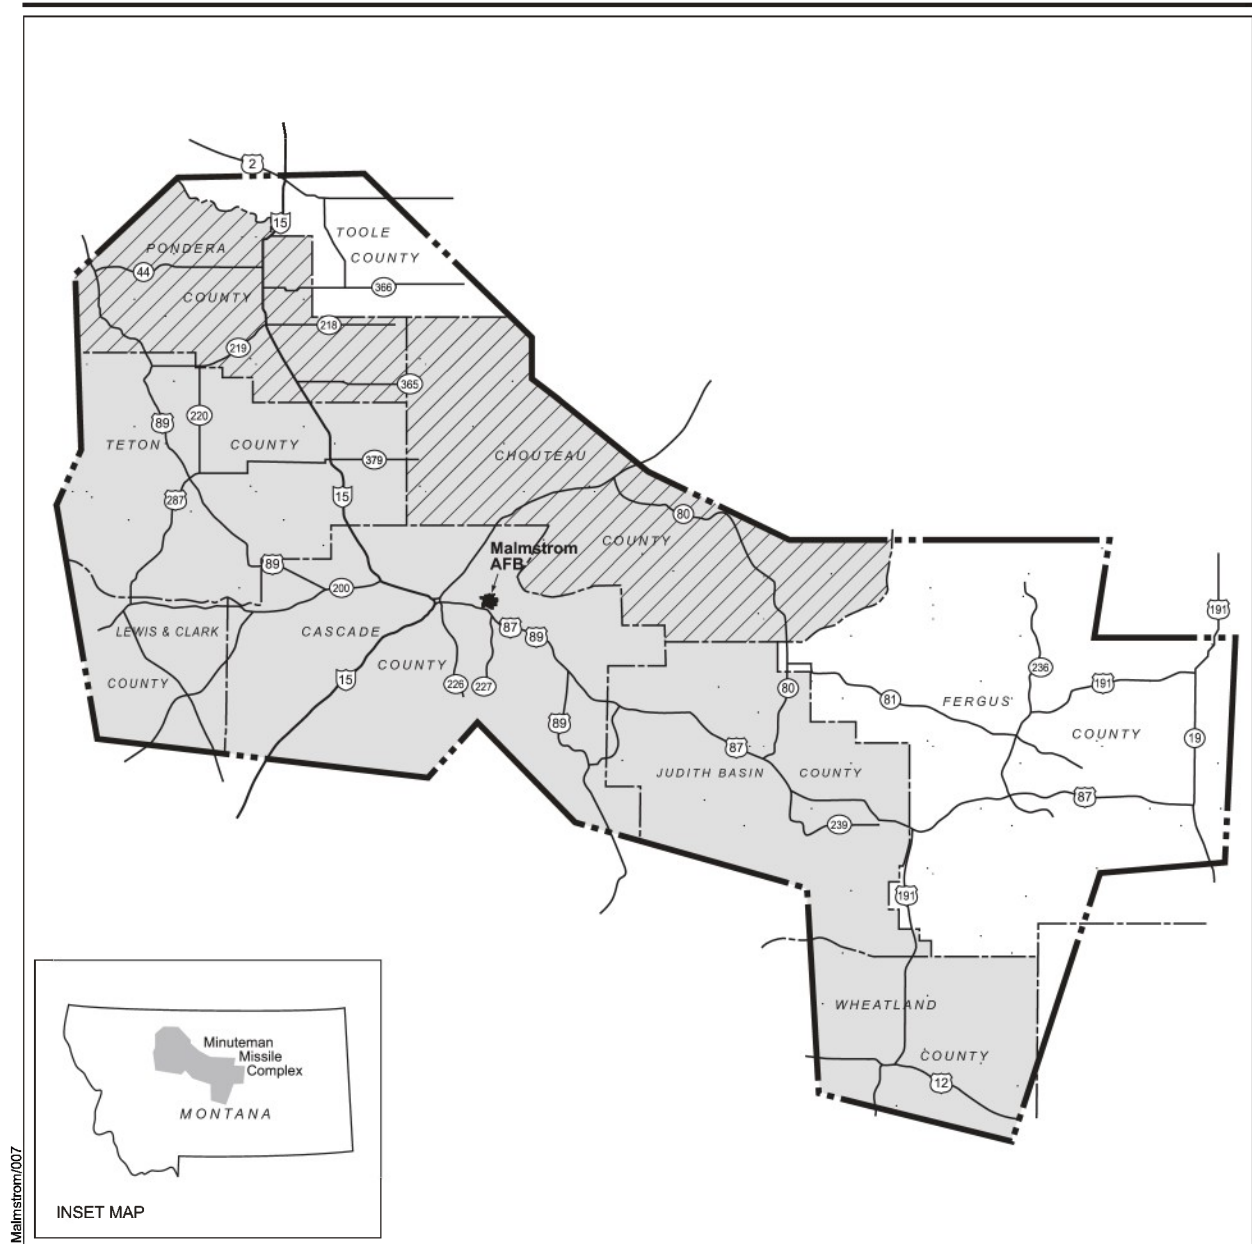 2
15
TOOLE
COUNTY
PONDERA
44
COUNTY
366
218
219
365
89
220
TETON
COUNTY
CHOUTEAU
379
287
15
80
COUNTY
Malmstrom
AFB
89
200
191
87
89
LEWIS & CLARK
CASCADE
COUNTY
236
COUNTY
15
226
227
80
191
81
FERGUS
89
87
COUNTY
19
JUDITH BASIN
COUNTY
87
239
191
WHEATLAND
COUNTY
12
Minuteman
Missile
Complex
MONTANA
INSET MAP
Malmstrom/007